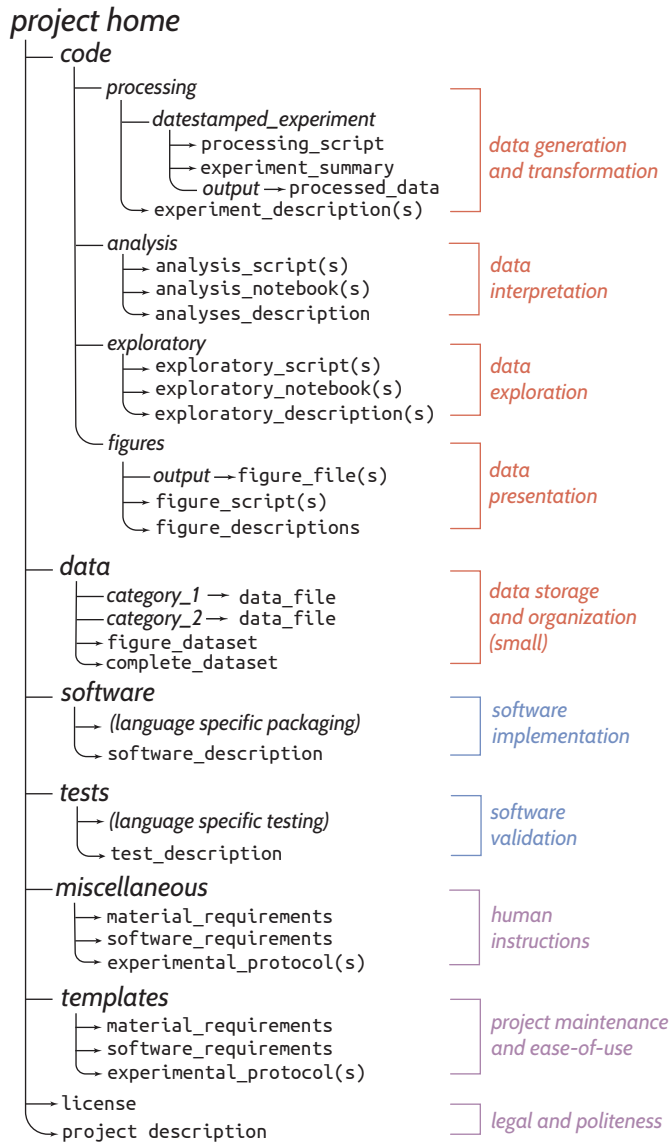 project home
code
processing
datestamped_experiment
processing_script
experiment_summary
output processed_data
experiment_description(s)
data generation
and transformation
analysis
analysis_script(s)
analysis_notebook(s)
analyses_description
data
interpretation
exploratory
exploratory_script(s)
exploratory_notebook(s)
exploratory_description(s)
data
exploration
figures
output figure_file(s)
figure_script(s)
figure_descriptions
data
presentation
data
category_1 data_file
category_2 data_file
figure_dataset
complete_dataset
data storage
and organization
(small)
software
(language specific packaging)
software_description
software
implementation
tests
(language specific testing)
test_description
software
validation
miscellaneous
material_requirements
software_requirements
experimental_protocol(s)
human
instructions
templates
material_requirements
software_requirements
experimental_protocol(s)
project maintenance
and ease-of-use
license
project description
legal and politeness